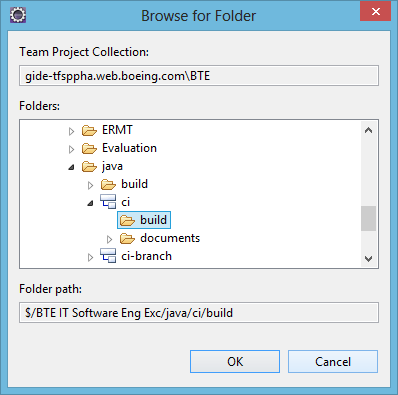 Browse for Folder
Team Project Collection:
gide-tfsppha.web.boeing.com\BTE
Folders:
ERMT
Evaluation
java
build
ci
build
documents
ci-branch
Folder path:
$/BTE IT Software Eng Exc/java/ci/build
OK Cancel